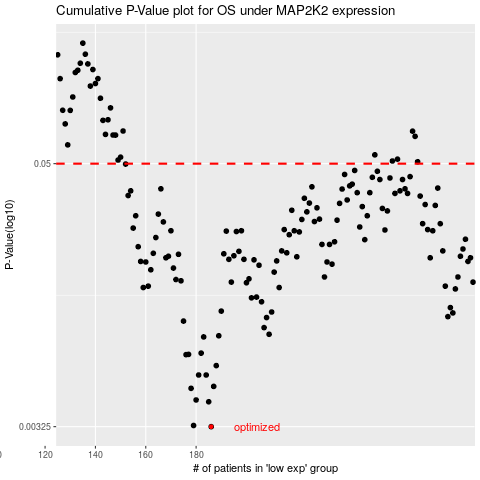 Cumulative P-Value plot for OS under MAP2K2 expression
P-Value(log10)
0.05
0.00325
optimized
0 120 140 160 180
# of patients in 'low exp' group